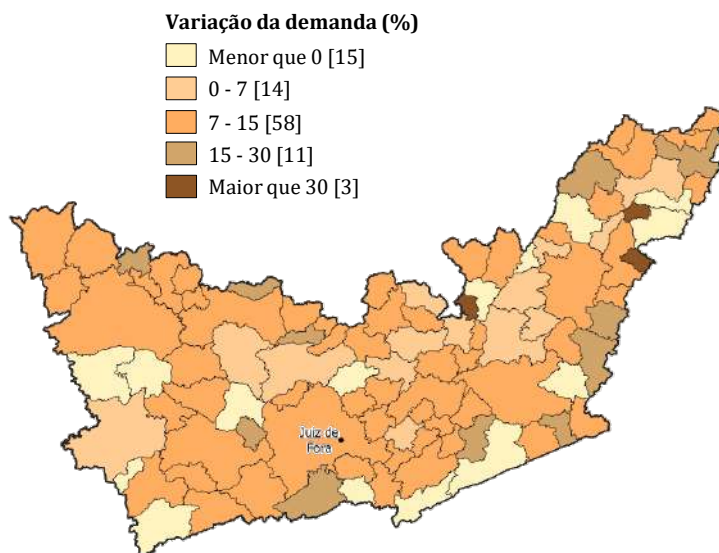 Variação da demanda (%)
Menor que 0 [15]
0 - 7 [14]
7 - 15 [58]
15 - 30 [11]
Maior que 30 [3]
Juiz de
Fora